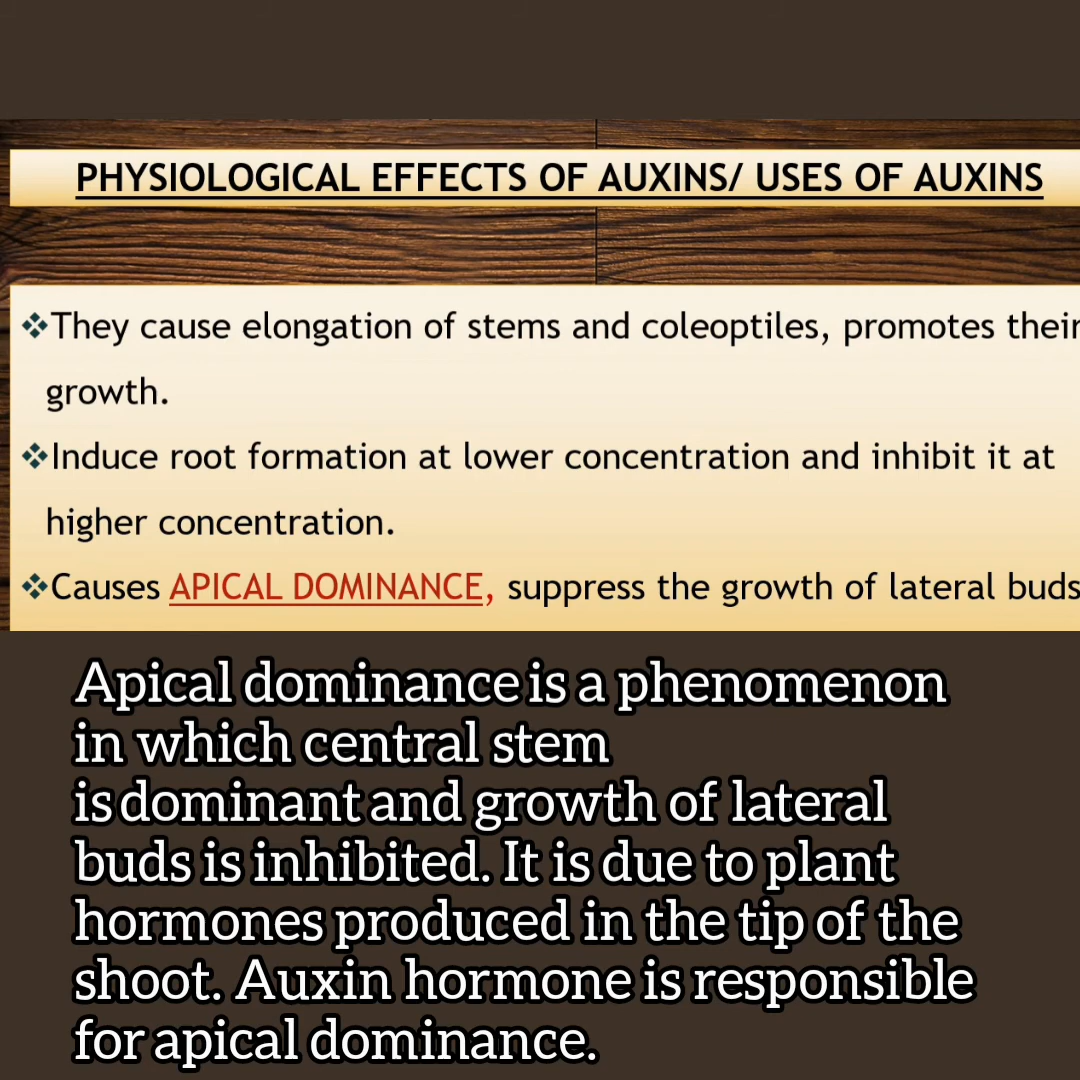 PHYSIOLOGICAL EFFECTS OF AUXINS/ USES OF AUXINS
❖They cause elongation of stems and coleoptiles, promotes their
growth.
❖Induce root formation at lower concentration and inhibit it at
higher concentration.
❖Causes APICAL DOMINANCE, suppress the growth of lateral buds
Apical dominance is a phenomenon
in which central stem
is dominant and growth of lateral
buds is inhibited. It is due to plant
hormones produced in the tip of the
shoot. Auxin hormone is responsible
for apical dominance.